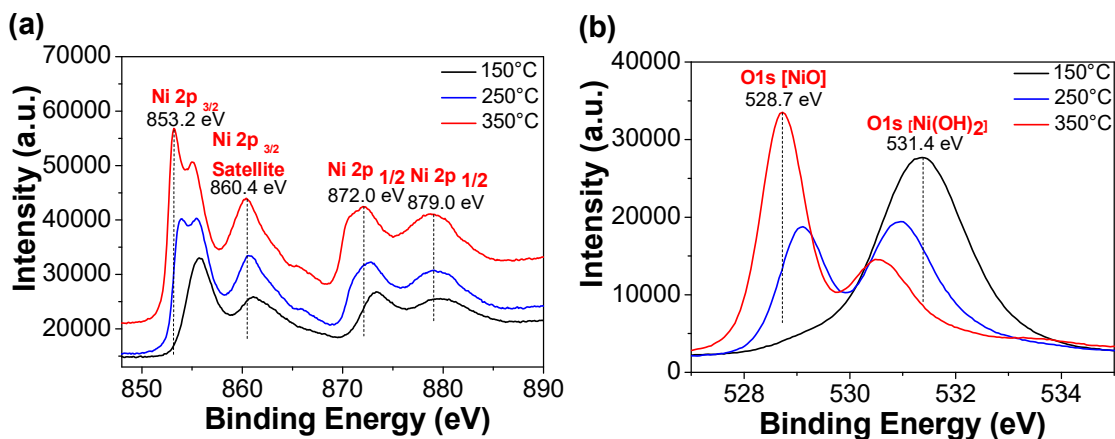 (a)
70000
60000
50000
40000
30000
20000
Intensity (a.u.)
850 860 870 880 890
Binding Energy (eV)
150°C
250°C
350°C
Ni 2p 3/2
853.2 eV
Ni 2p 3/2
Satellite
860.4 eV
Ni 2p 1/2
872.0 eV
Ni 2p 1/2
879.0 eV
(b)
40000
30000
20000
10000
0
Intensity (a.u.)
528 530 532 534
Binding Energy (eV)
150°C
250°C
350°C
O1s [NiO]
528.7 eV
O1s [Ni(OH)2]
531.4 eV